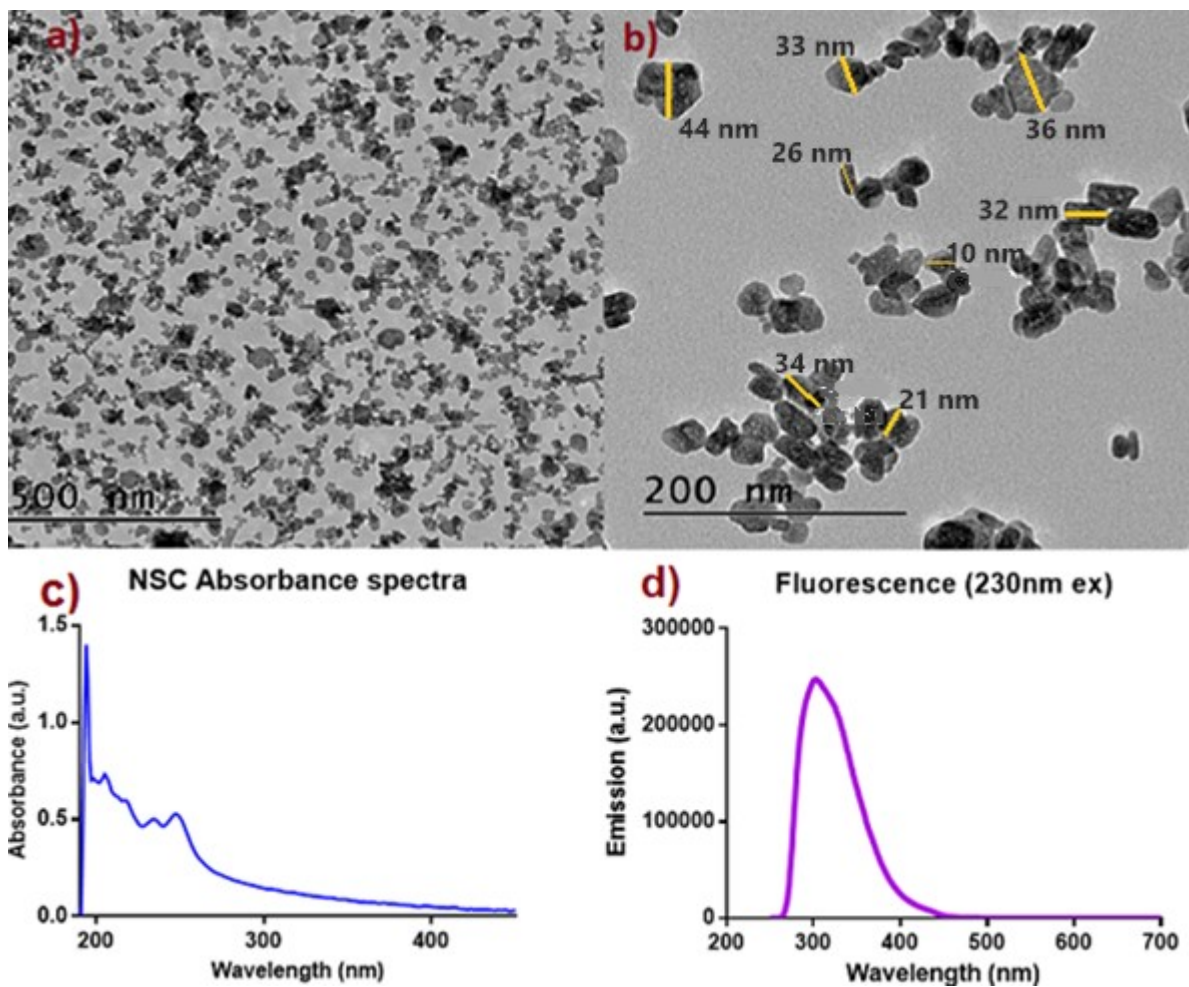 a)
500 nm
b)
33 nm
44 nm
36 nm
26 nm
32 nm
10 nm
34 nm
21 nm
200 nm
c)
NSC Absorbance spectra
Absorbance (a.u.)
1.5
1.0
0.5
0.0
200 300 400
Wavelength (nm)
d)
Fluorescence (230nm ex)
Emission (a.u.)
300000
200000
100000
0
200 300 400 500 600 700
Wavelength (nm)